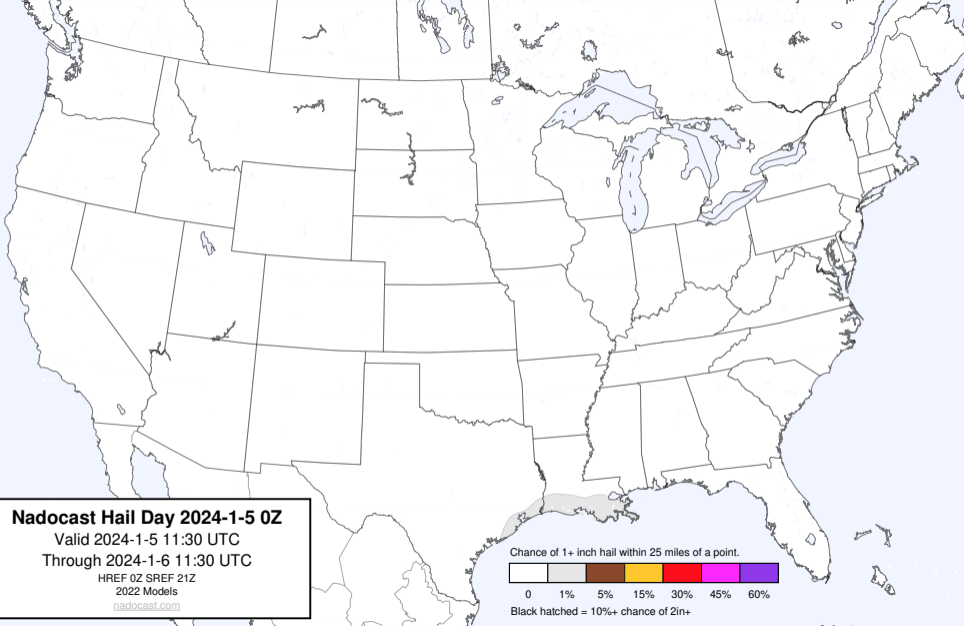 Nadocast Hail Day 2024-1-5 0Z
Valid 2024-1-5 11:30 UTC
Through 2024-1-6 11:30 UTC
HREF 0Z SREF 21Z
2022 Models
nadocast.com
Chance of 1+ inch hail within 25 miles of a point.
0 1% 5% 15% 30% 45% 60%
Black hatched = 10%+ chance of 2in+